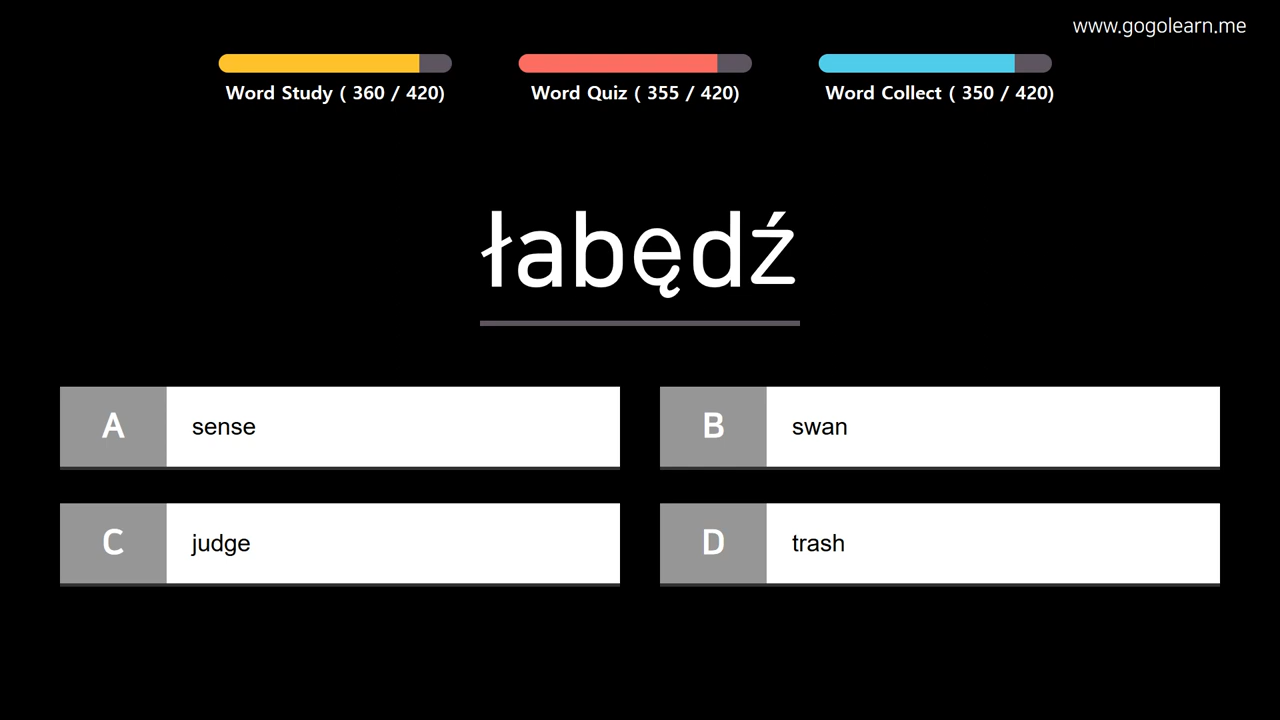 www.gogolearn.me
Word Study ( 360 / 420)
Word Quiz ( 355 / 420)
Word Collect ( 350 / 420)
łabędź
A sense
B swan
C judge
D trash